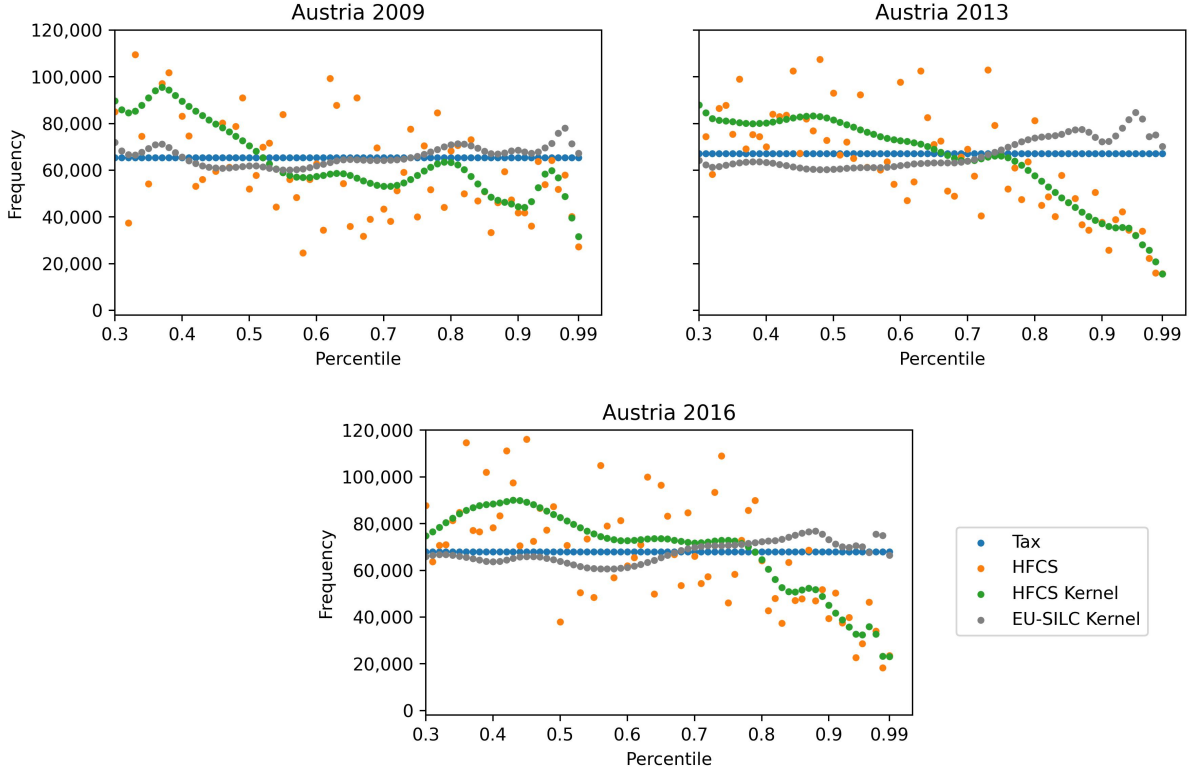 Austria 2009
120,000
100,000
80,000
60,000
40,000
20,000
0
Frequency
0.3 0.4 0.5 0.6 0.7 0.8 0.9 0.99
Percentile
Austria 2013
0.3 0.4 0.5 0.6 0.7 0.8 0.9 0.99
Percentile
Austria 2016
120,000
100,000
80,000
60,000
40,000
20,000
0
Frequency
0.3 0.4 0.5 0.6 0.7 0.8 0.9 0.99
Percentile
Tax
HFCS
HFCS Kernel
EU-SILC Kernel